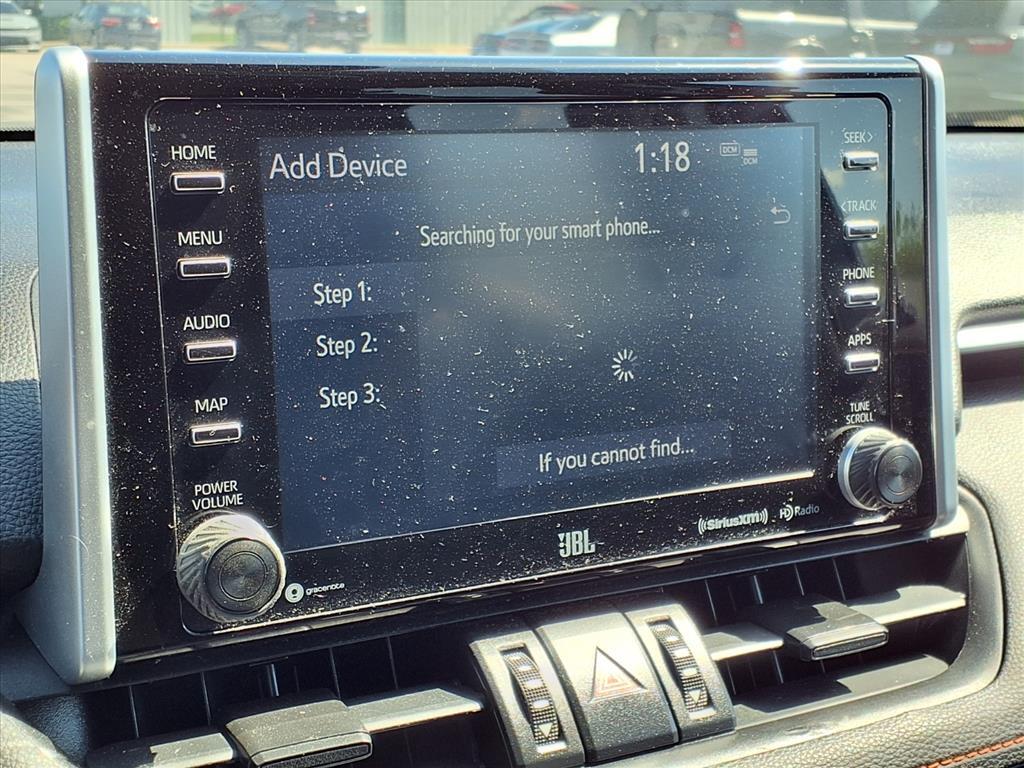 HOME
MENU
AUDIO
MAP
POWER
VOLUME
gracenote
Add Device
1:18
DCM
DCM
Searching for your smart phone...
Step 1:
Step 2:
Step 3:
If you cannot find...
JBL
((SiriusXM))
HD Radio
SEEK >
< TRACK
PHONE
APPS
TUNE
SCROLL